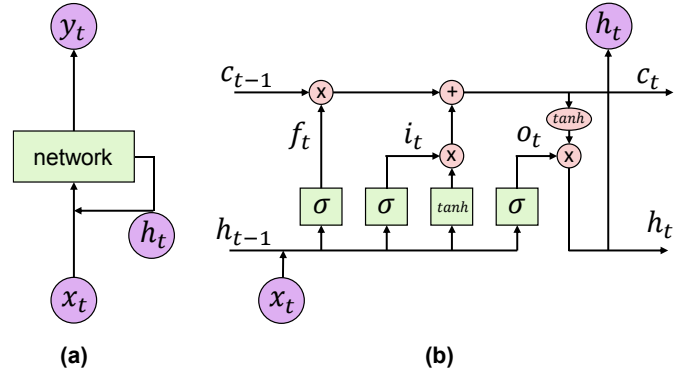 y_t
network
h_t
x_t
(a)
h_t
c_{t-1}
x
+
c_t
tanh
f_t
i_t
x
o_t
x
σ
σ
tanh
σ
h_{t-1}
h_t
x_t
(b)